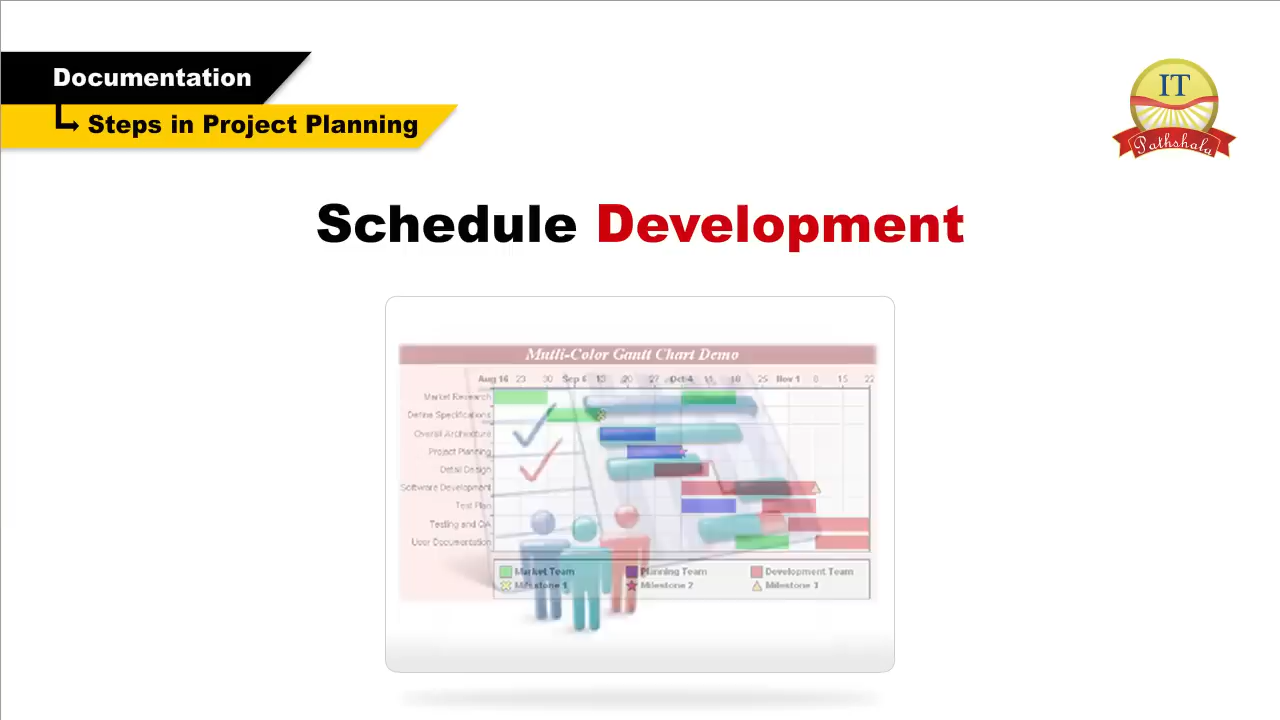 Documentation
Steps in Project Planning
IT
Pathshala
Schedule Development
Mutli-Color Gantt Chart Demo
Aug 16 23 30 Sep 6 13 20 27 Oct 4 11 18 25 Nov 1 8 15 22
Market Research
Define Specifications
Overall Archiecture
Project Planning
Detail Design
Software Development
Test Plan
Testing and QA
User Documentation
Market Team Planning Team Development Team
Milestone 1 Milestone 2 Milestone 3